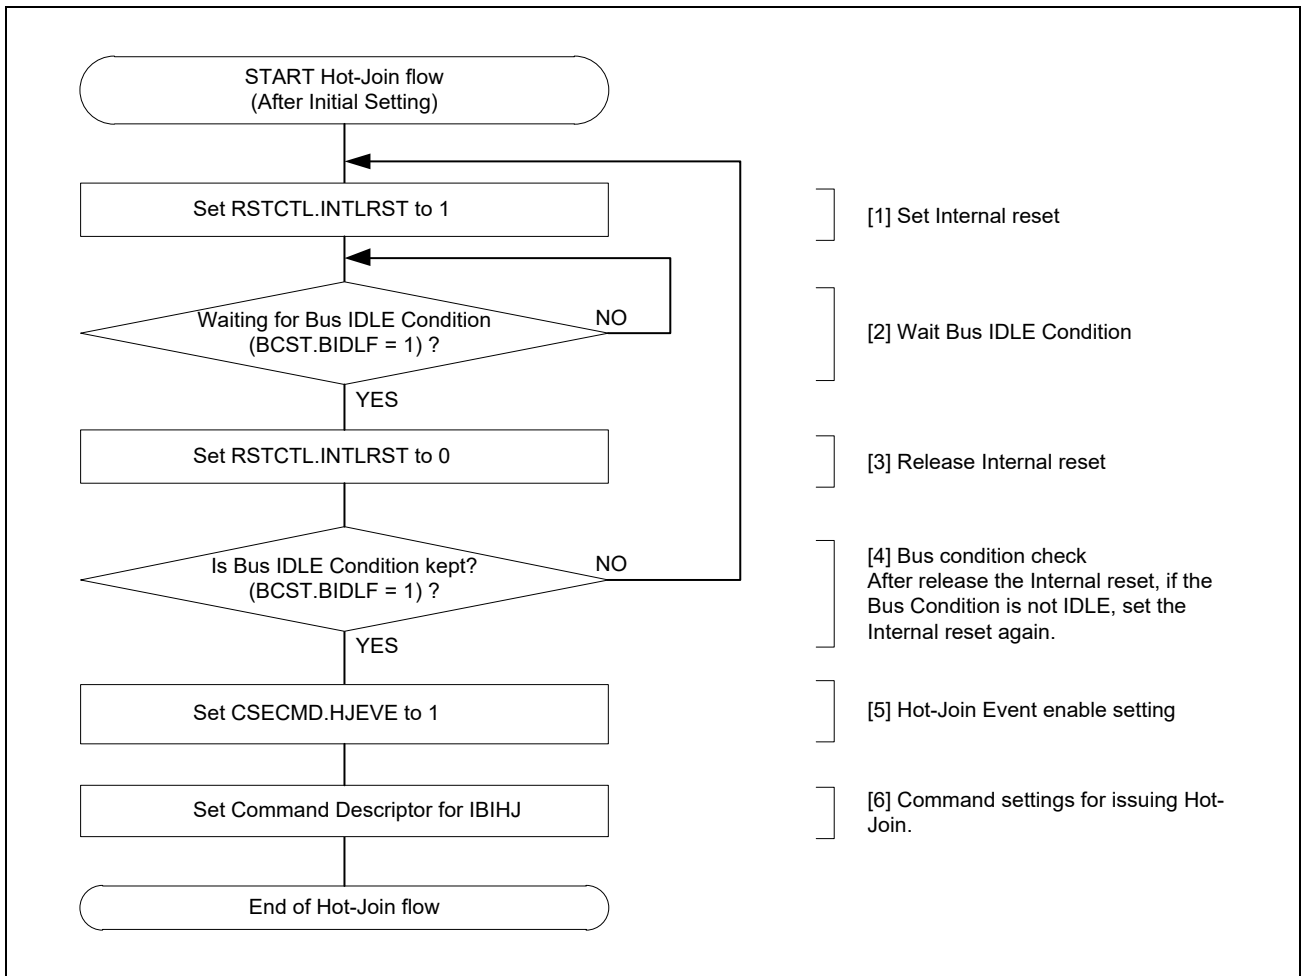 START Hot-Join flow
(After Initial Setting)
Set RSTCTL.INTLRST to 1
[1] Set Internal reset
Waiting for Bus IDLE Condition
(BCST.BIDLF = 1) ?
NO
[2] Wait Bus IDLE Condition
YES
Set RSTCTL.INTLRST to 0
[3] Release Internal reset
Is Bus IDLE Condition kept?
(BCST.BIDLF = 1) ?
NO
[4] Bus condition check
After release the Internal reset, if the
Bus Condition is not IDLE, set the
Internal reset again.
YES
Set CSECMD.HJEVE to 1
[5] Hot-Join Event enable setting
Set Command Descriptor for IBIHJ
[6] Command settings for issuing Hot-
Join.
End of Hot-Join flow